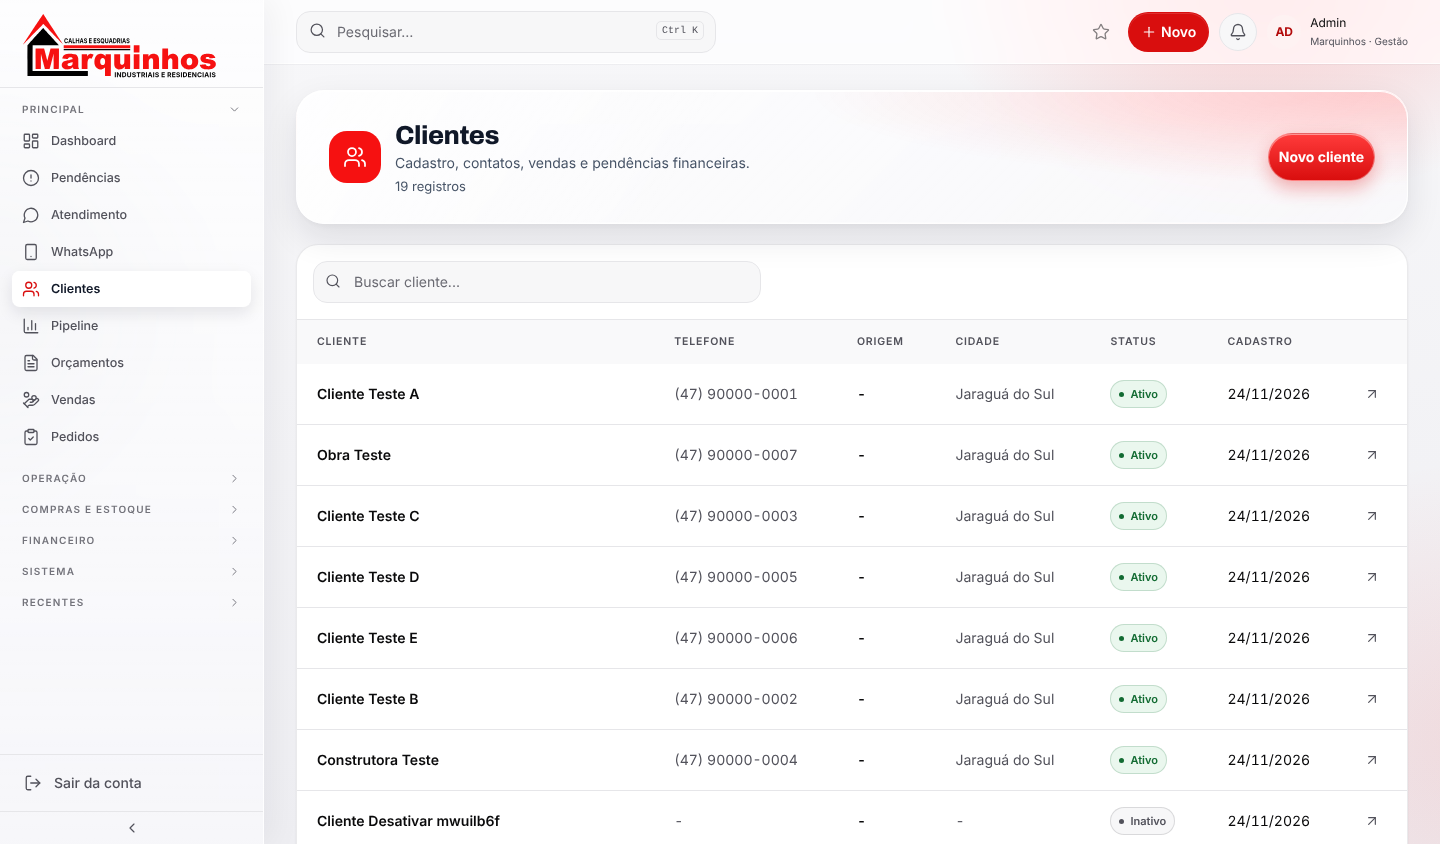 CALHAS E ESQUADRIAS
Marquinhos
INDUSTRIAIS E RESIDENCIAIS
PRINCIPAL
Dashboard
Pendências
Atendimento
WhatsApp
Clientes
Pipeline
Orçamentos
Vendas
Pedidos
OPERAÇÃO
COMPRAS E ESTOQUE
FINANCEIRO
SISTEMA
RECENTES
Sair da conta
Pesquisar...
Ctrl K
Novo
AD
Admin
Marquinhos · Gestão
Clientes
Cadastro, contatos, vendas e pendências financeiras.
19 registros
Novo cliente
Buscar cliente...
CLIENTE TELEFONE ORIGEM CIDADE STATUS CADASTRO
Cliente Teste A (47) 90000-0001 - Jaraguá do Sul Ativo 24/11/2026
Obra Teste (47) 90000-0007 - Jaraguá do Sul Ativo 24/11/2026
Cliente Teste C (47) 90000-0003 - Jaraguá do Sul Ativo 24/11/2026
Cliente Teste D (47) 90000-0005 - Jaraguá do Sul Ativo 24/11/2026
Cliente Teste E (47) 90000-0006 - Jaraguá do Sul Ativo 24/11/2026
Cliente Teste B (47) 90000-0002 - Jaraguá do Sul Ativo 24/11/2026
Construtora Teste (47) 90000-0004 - Jaraguá do Sul Ativo 24/11/2026
Cliente Desativar mwuilb6f - - - Inativo 24/11/2026